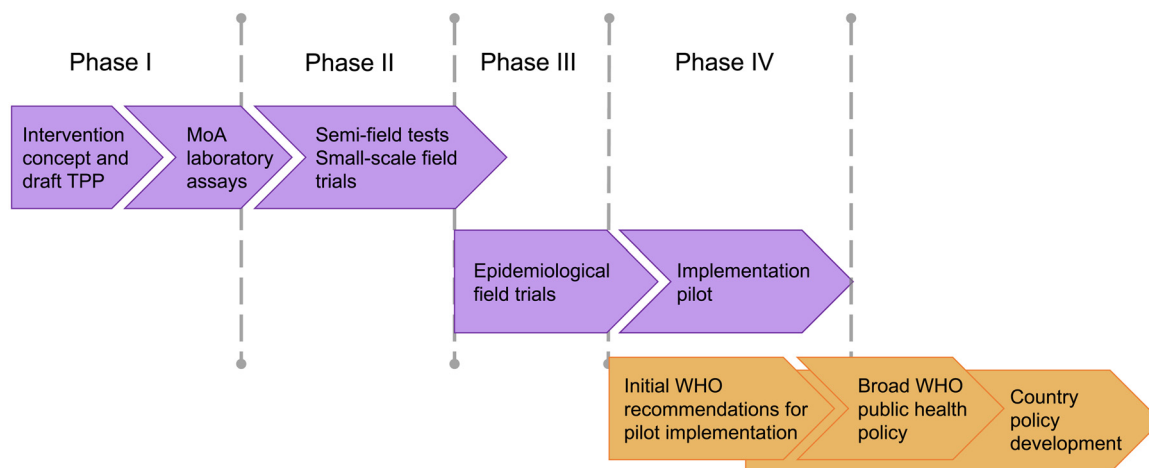 Phase I
Phase II
Phase III
Phase IV
Intervention
concept and
draft TPP
MoA
laboratory
assays
Semi-field tests
Small-scale field
trials
Epidemiological
field trials
Implementation
pilot
Initial WHO
recommendations for
pilot implementation
Broad WHO
public health
policy
Country
policy
development